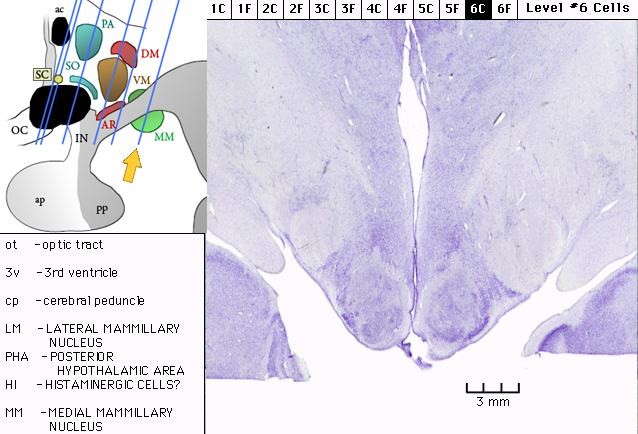 1C 1F 2C 2F 3C 3F 4C 4F 5C 5F 6C 6F Level #6 Cells
ac
PA
DM
SO
SC
VM
OC
IN
AR
MM
ap
pp
ot –optic tract
3v –3rd ventricle
cp –cerebral peduncle
LM –LATERAL MAMMILLARY
NUCLEUS
PHA –POSTERIOR
HYPOTHALAMIC AREA
HI –HISTAMINERGIC CELLS?
MM –MEDIAL MAMMILLARY
NUCLEUS
3 mm